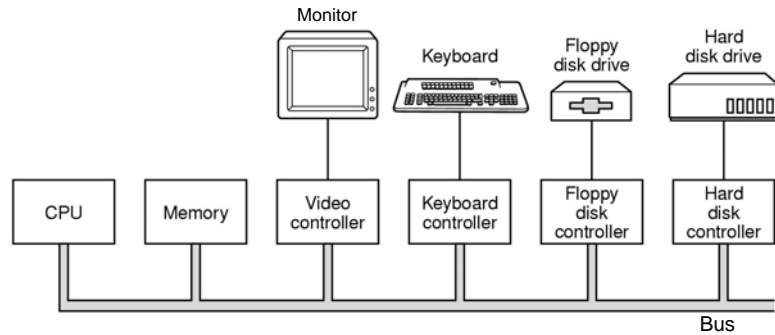 Monitor
Keyboard
Floppy
disk drive
Hard
disk drive
CPU
Memory
Video
controller
Keyboard
controller
Floppy
disk
controller
Hard
disk
controller
Bus